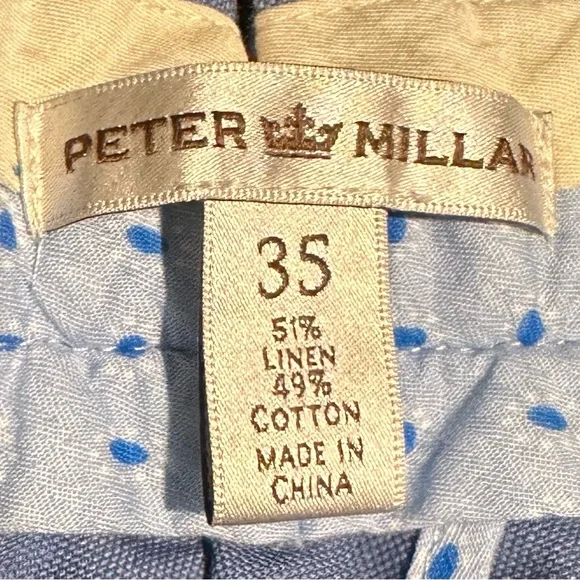 PETER MILLAR
35
51%
LINEN
49%
COTTON
MADE IN
CHINA